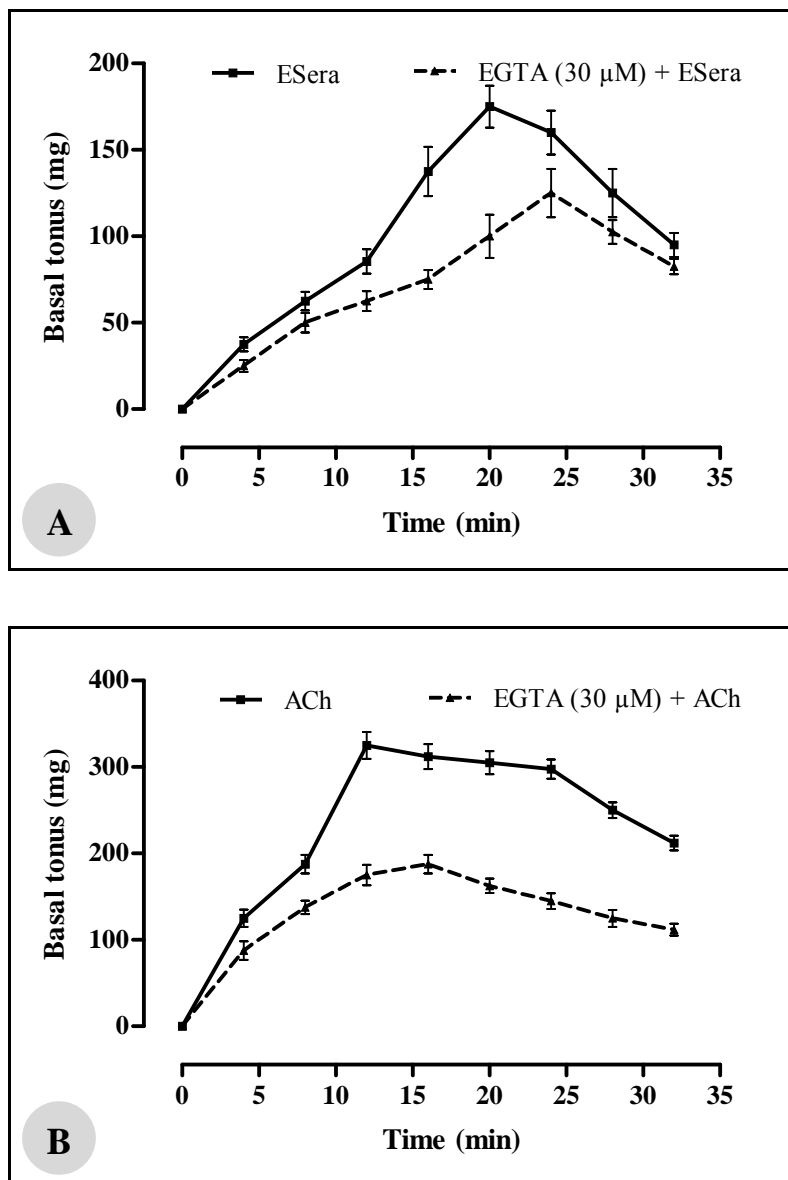 200
150
100
50
0
Basal tonus (mg)
ESera
EGTA (30 µM) + ESera
0 5 10 15 20 25 30 35
Time (min)
A
400
300
200
100
0
Basal tonus (mg)
ACh
EGTA (30 µM) + ACh
0 5 10 15 20 25 30 35
Time (min)
B